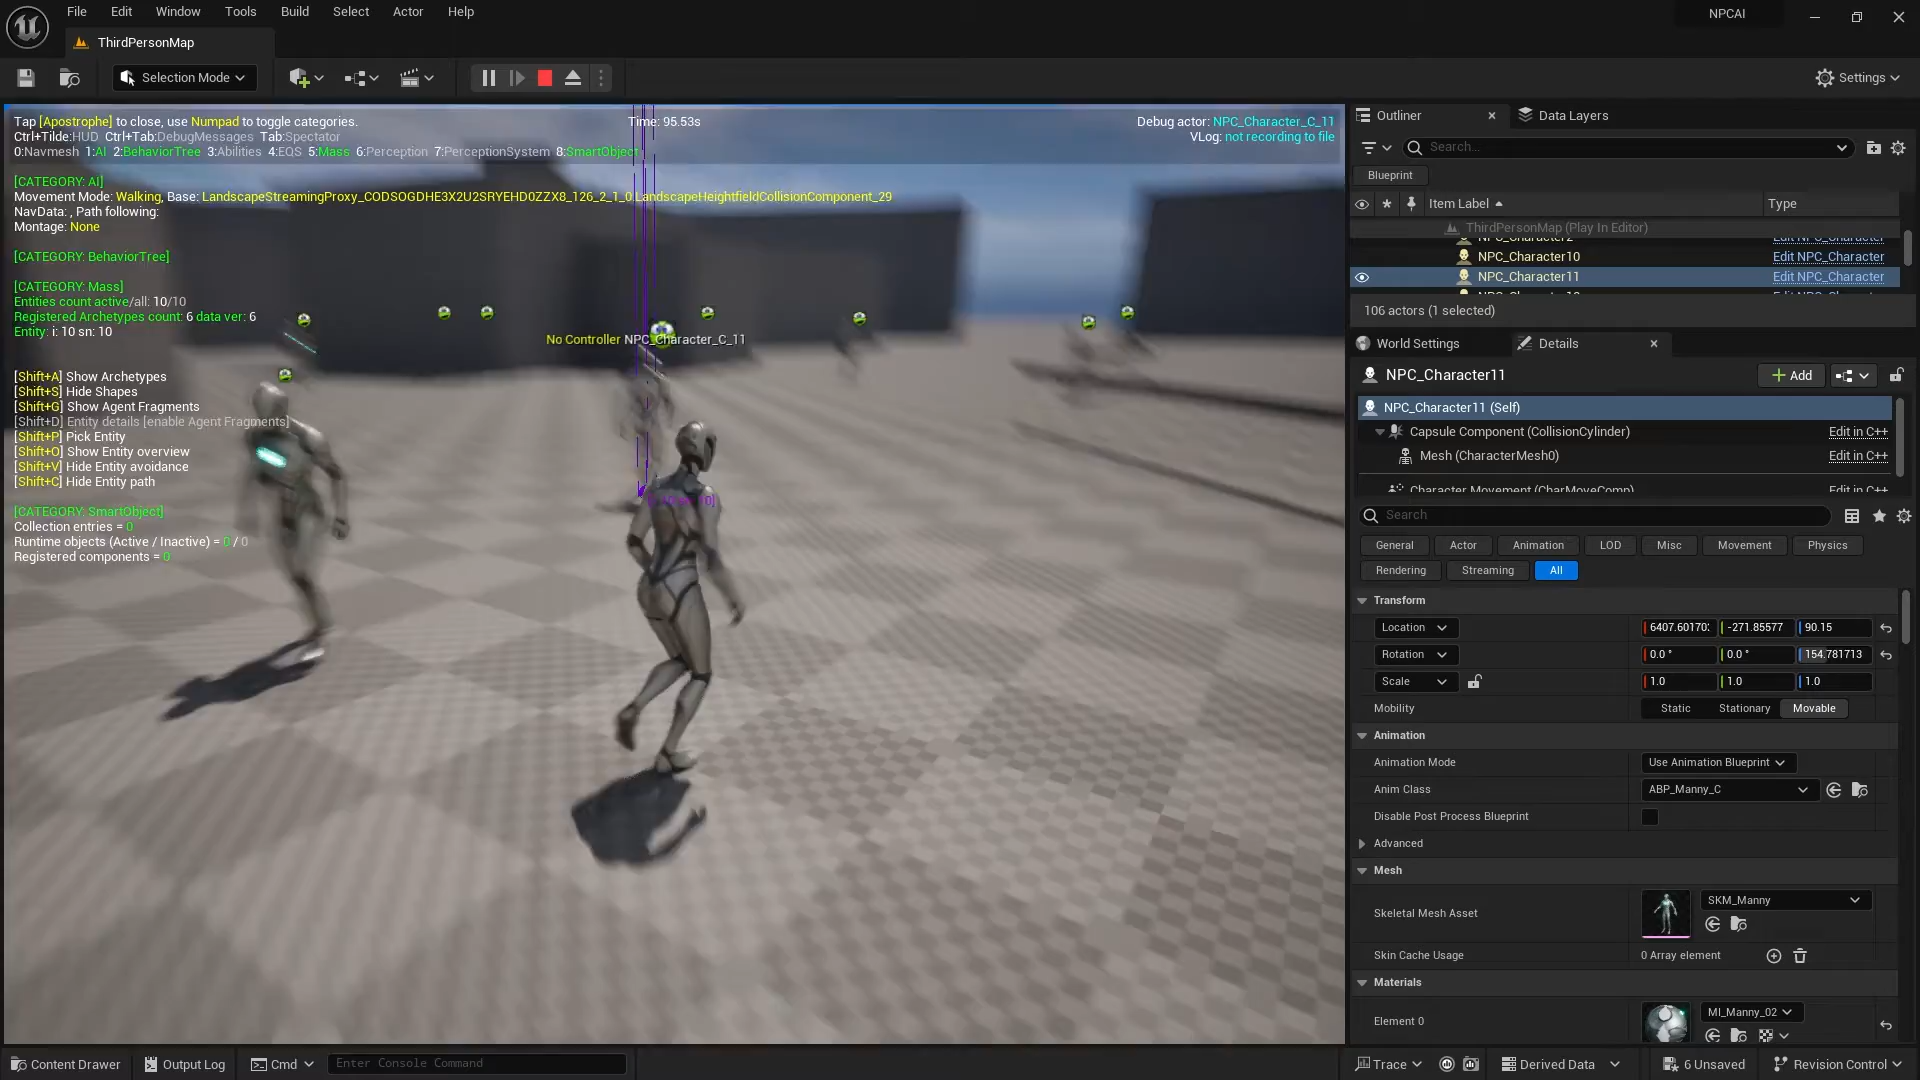 File Edit Window Tools Build Select Actor Help
NPCAI
ThirdPersonMap
Selection Mode
Settings
Tap [Apostrophe] to close, use Numpad to toggle categories.
Time: 95.53s
Debug actor: NPC_Character_C_11
Ctrl+Tilde:HUD Ctrl+Tab:DebugMessages Tab:Spectator
VLog: not recording to file
0:Navmesh 1:AI 2:BehaviorTree 3:Abilities 4:EQS 5:Mass 6:Perception 7:PerceptionSystem 8:SmartObject
[CATEGORY: AI]
Movement Mode: Walking, Base: LandscapeStreamingProxy_CODSOGDHE3X2U2SRYEHD0ZZX8_126_2_1_0.LandscapeHeightfieldCollisionComponent_29
NavData: , Path following:
Montage: None
[CATEGORY: BehaviorTree]
[CATEGORY: Mass]
Entities count active/all: 10/10
Registered Archetypes count: 6 data ver: 6
Entity: i: 10 sn: 10
No Controller NPC_Character_C_11
[Shift+A] Show Archetypes
[Shift+S] Hide Shapes
[Shift+G] Show Agent Fragments
[Shift+D] Entity details [enable Agent Fragments]
[Shift+P] Pick Entity
[Shift+O] Show Entity overview
[Shift+V] Hide Entity avoidance
[Shift+C] Hide Entity path
[CATEGORY: SmartObject]
Collection entries = 0
Runtime objects (Active / Inactive) = 0 / 0
Registered components = 0
Outliner
Data Layers
Search...
Blueprint
Item Label
Type
ThirdPersonMap (Play In Editor)
NPC_Character2 Edit NPC_Character
NPC_Character10 Edit NPC_Character
NPC_Character11 Edit NPC_Character
106 actors (1 selected)
World Settings
Details
NPC_Character11
Add
NPC_Character11 (Self)
Capsule Component (CollisionCylinder) Edit in C++
Mesh (CharacterMesh0) Edit in C++
Character Movement (CharMoveComp) Edit in C++
Search
General Actor Animation LOD Misc Movement Physics
Rendering Streaming All
Transform
Location 6407.60170 -271.85577 90.15
Rotation 0.0 ° 0.0 ° 154.781713
Scale 1.0 1.0 1.0
Mobility Static Stationary Movable
Animation
Animation Mode Use Animation Blueprint
Anim Class ABP_Manny_C
Disable Post Process Blueprint
Advanced
Mesh
Skeletal Mesh Asset SKM_Manny
Skin Cache Usage 0 Array element
Materials
Element 0 MI_Manny_02
Content Drawer Output Log Cmd Enter Console Command
Trace Derived Data 6 Unsaved Revision Control